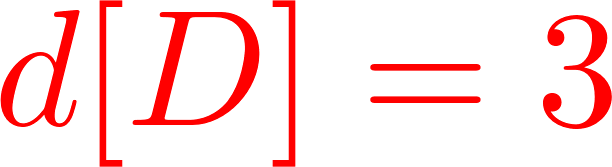 d[D] = 3